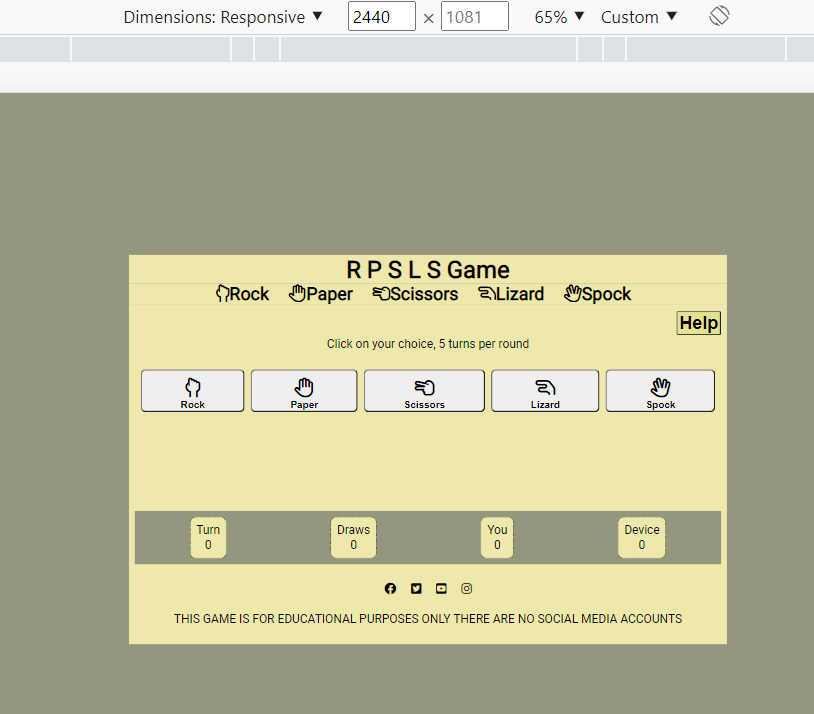 Dimensions: Responsive ▼ 2440 × 1081 65% ▼ Custom ▼
R P S L S Game
Rock Paper Scissors Lizard Spock
Help
Click on your choice, 5 turns per round
Rock Paper Scissors Lizard Spock
Turn Draws You Device
0 0 0 0
THIS GAME IS FOR EDUCATIONAL PURPOSES ONLY THERE ARE NO SOCIAL MEDIA ACCOUNTS